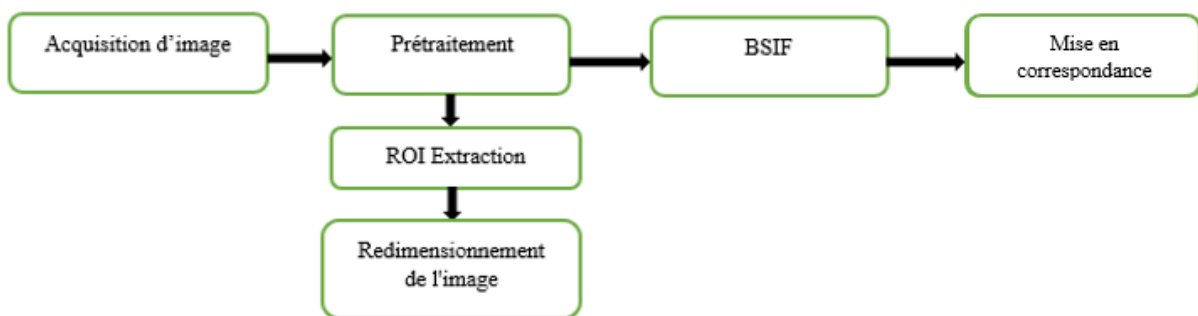 Acquisition d’image
Prétraitement
BSIF
Mise en
correspondance
ROI Extraction
Redimensionnement
de l'image